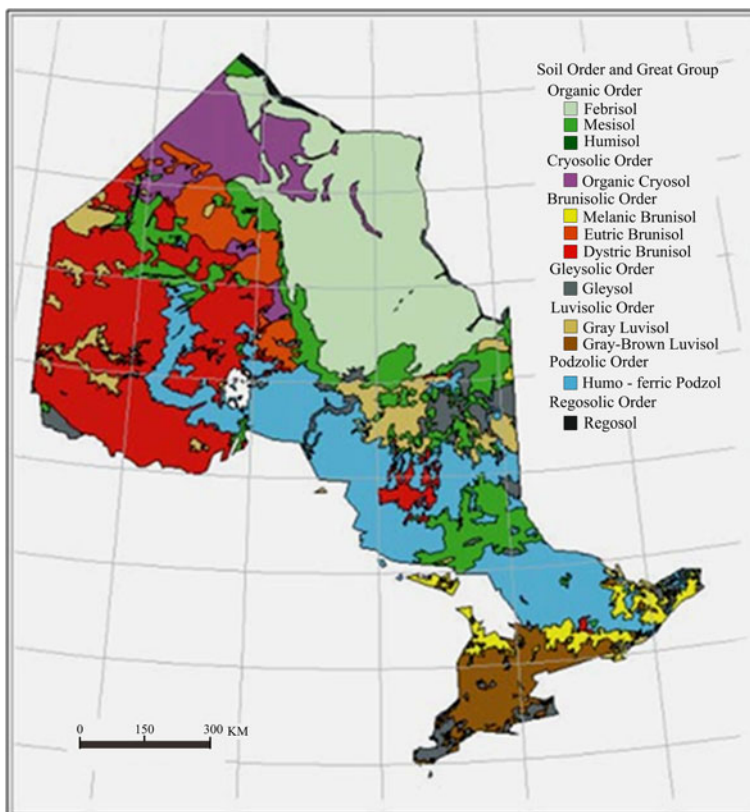 Soil Order and Great Group
Organic Order
Febrisol
Mesisol
Humisol
Cryosolic Order
Organic Cryosol
Brunisolic Order
Melanic Brunisol
Eutric Brunisol
Dystric Brunisol
Gleysolic Order
Gleysol
Luvisolic Order
Gray Luvisol
Gray-Brown Luvisol
Podzolic Order
Humo - ferric Podzol
Regosolic Order
Regosol
0 150 300 KM